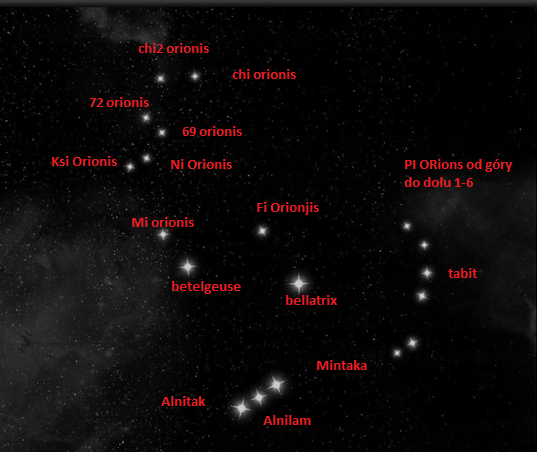 chi2 orionis
chi orionis
72 orionis
69 orionis
Ksi Orionis
Ni Orionis
PI ORions od góry
do dołu 1-6
Fi Orionjis
Mi orionis
tabit
betelgeuse
bellatrix
Mintaka
Alnitak
Alnilam